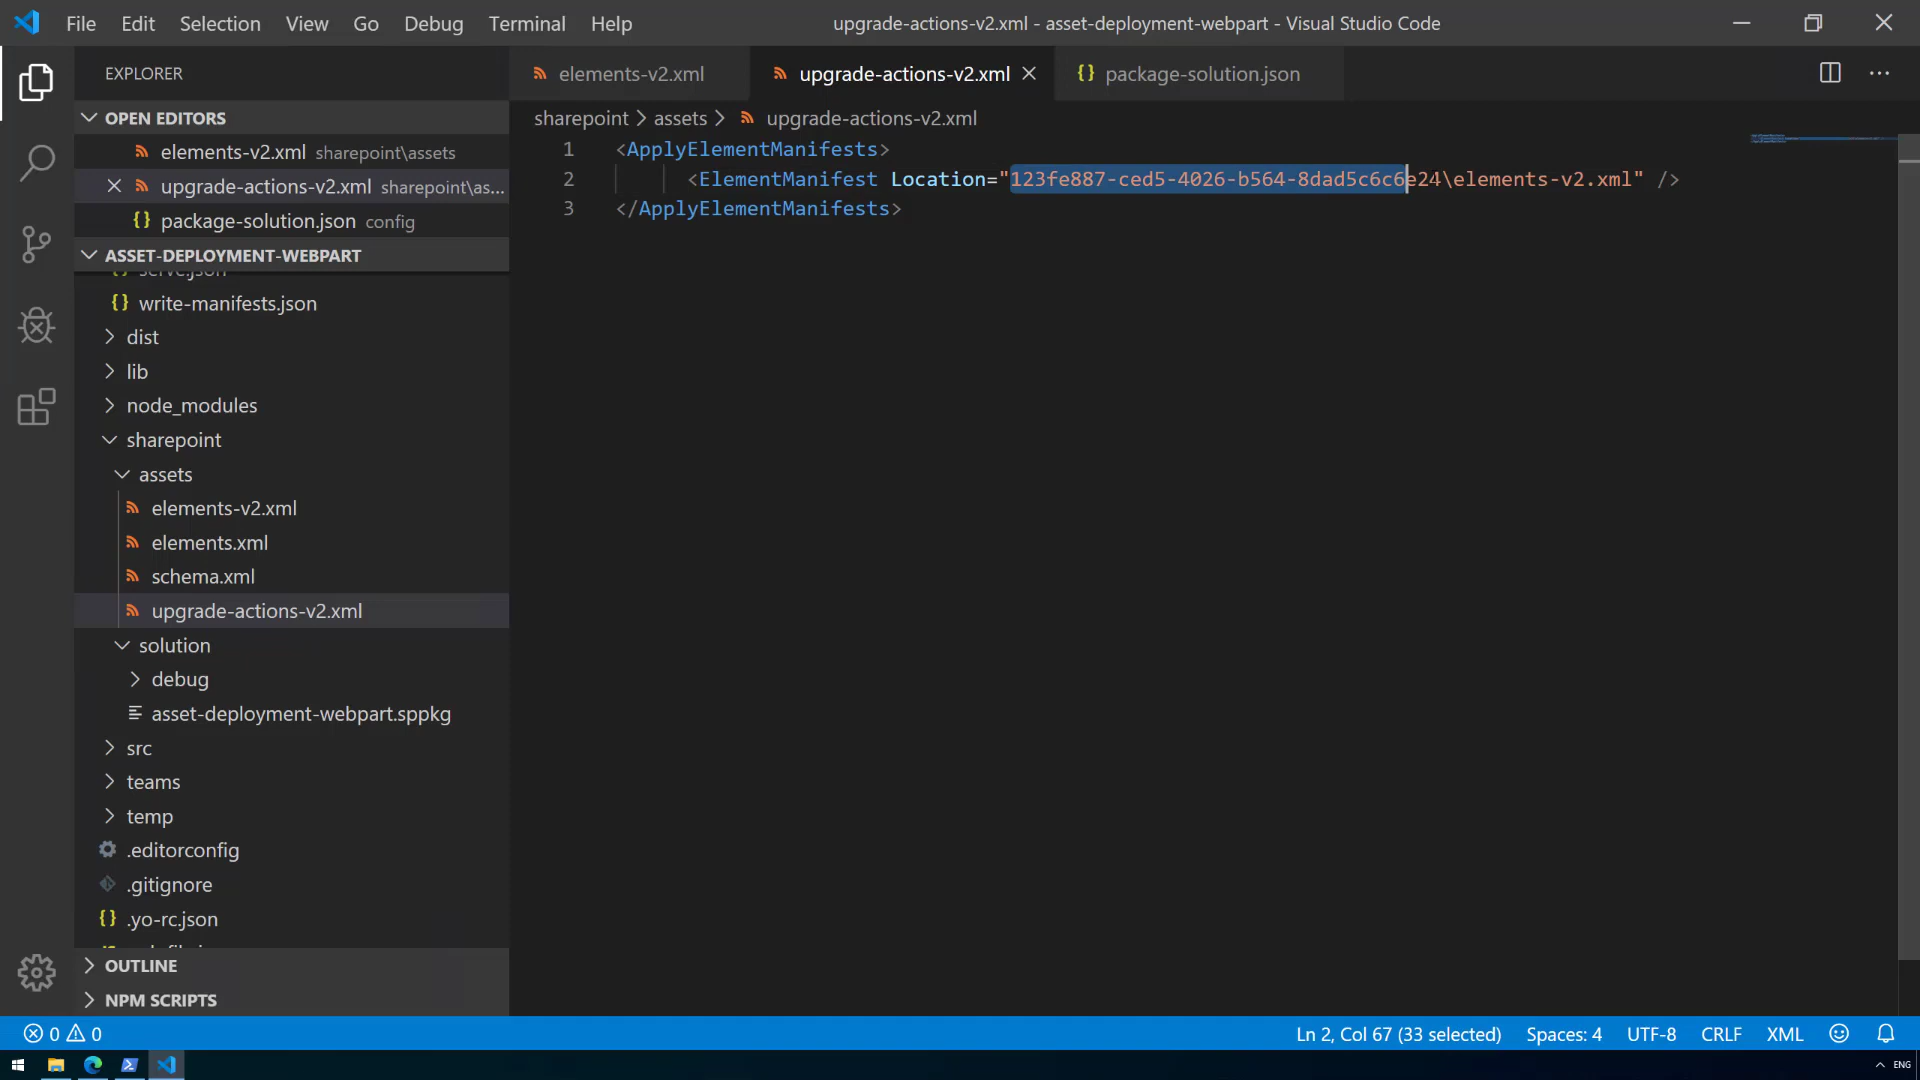 File Edit Selection View Go Debug Terminal Help
upgrade-actions-v2.xml - asset-deployment-webpart - Visual Studio Code
EXPLORER
OPEN EDITORS
elements-v2.xml sharepoint\assets
upgrade-actions-v2.xml sharepoint\as...
package-solution.json config
ASSET-DEPLOYMENT-WEBPART
serve.json
write-manifests.json
dist
lib
node_modules
sharepoint
assets
elements-v2.xml
elements.xml
schema.xml
upgrade-actions-v2.xml
solution
debug
asset-deployment-webpart.sppkg
src
teams
temp
.editorconfig
.gitignore
.yo-rc.json
OUTLINE
NPM SCRIPTS
elements-v2.xml
upgrade-actions-v2.xml
package-solution.json
sharepoint > assets > upgrade-actions-v2.xml
1 <ApplyElementManifests>
2 <ElementManifest Location="123fe887-ced5-4026-b564-8dad5c6c6e24\elements-v2.xml" />
3 </ApplyElementManifests>
0 0
Ln 2, Col 67 (33 selected) Spaces: 4 UTF-8 CRLF XML
ENG